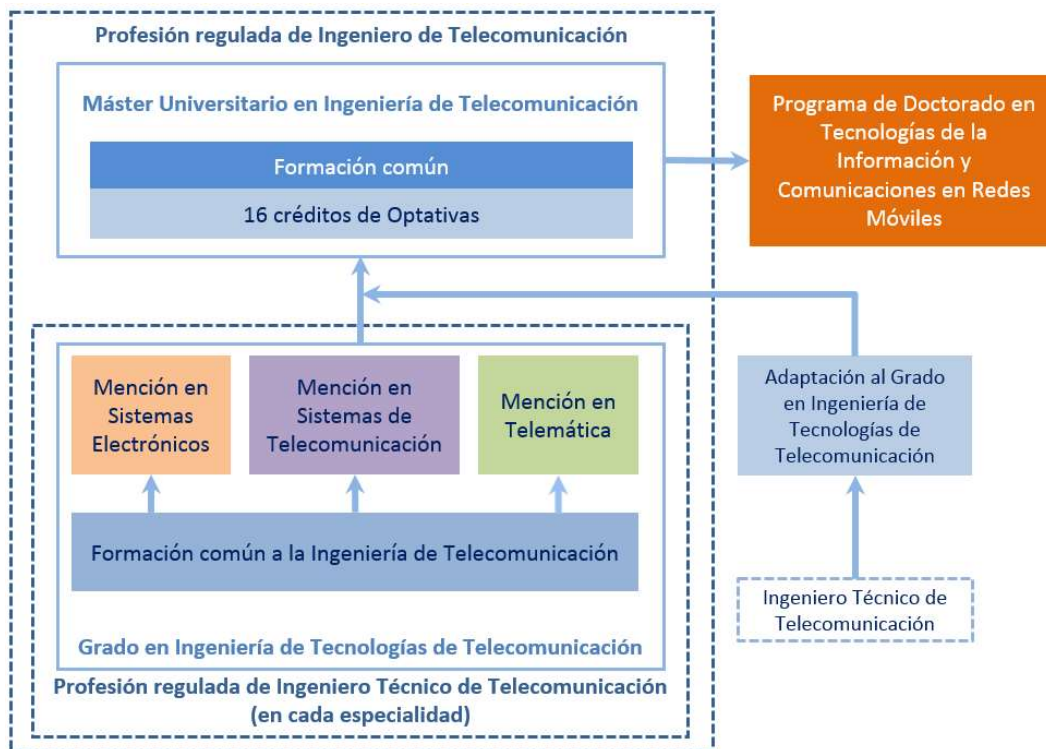 Profesión regulada de Ingeniero de Telecomunicación
Máster Universitario en Ingeniería de Telecomunicación
Formación común
16 créditos de Optativas
Programa de Doctorado en
Tecnologías de la
Información y
Comunicaciones en Redes
Móviles
Mención en
Sistemas
Electrónicos
Mención en
Sistemas de
Telecomunicación
Mención en
Telemática
Adaptación al Grado
en Ingeniería de
Tecnologías de
Telecomunicación
Formación común a la Ingeniería de Telecomunicación
Ingeniero Técnico de
Telecomunicación
Grado en Ingeniería de Tecnologías de Telecomunicación
Profesión regulada de Ingeniero Técnico de Telecomunicación
(en cada especialidad)